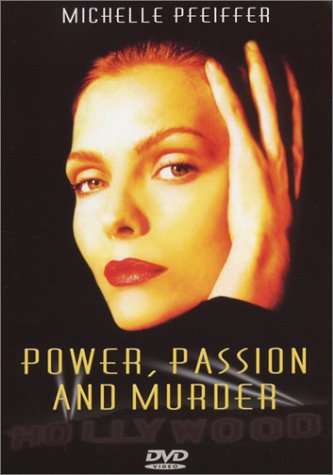 MICHELLE PFEIFFER
POWER, PASSION
AND MURDER
HOLLYWOOD
DVD
VIDEO